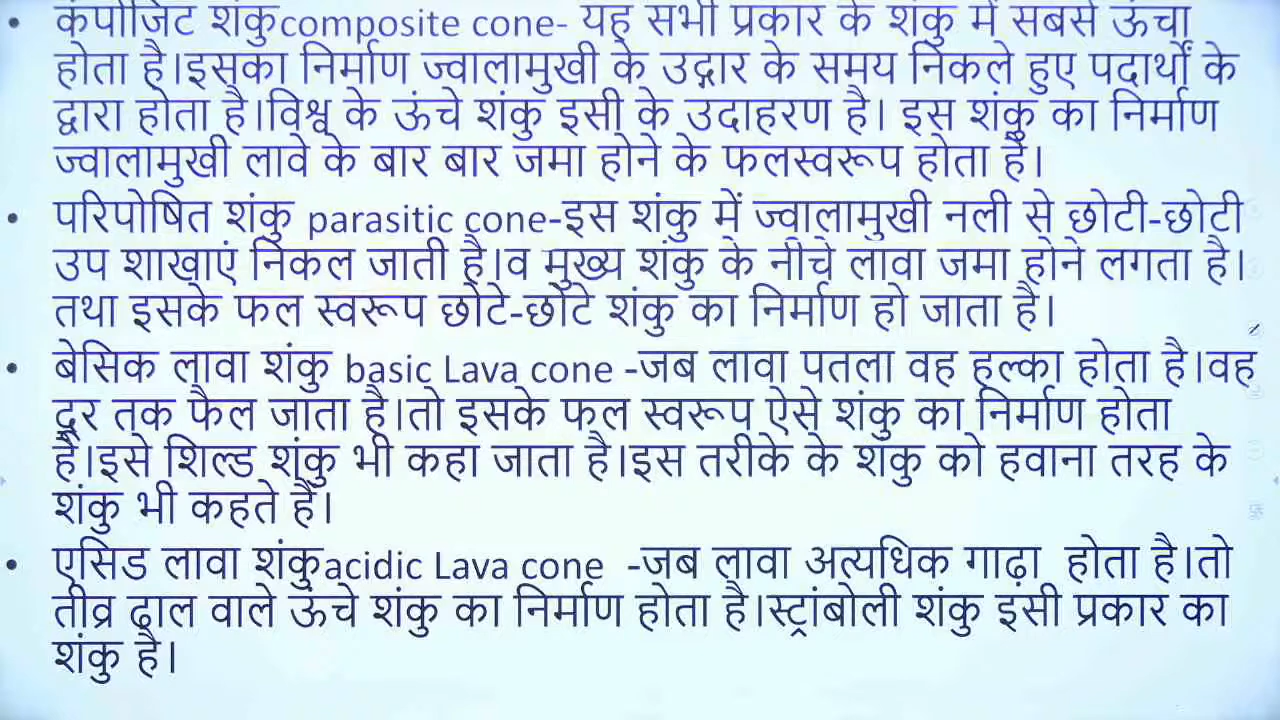 • कंपोजिट शंकुcomposite cone- यह सभी प्रकार के शंकु में सबसे ऊंचा
होता है।इसका निर्माण ज्वालामुखी के उद्गार के समय निकले हुए पदार्थों के
द्वारा होता है।विश्व के ऊंचे शंकु इसी के उदाहरण है। इस शंकु का निर्माण
ज्वालामुखी लावे के बार बार जमा होने के फलस्वरूप होता है।
• परिपोषित शंकु parasitic cone-इस शंकु में ज्वालामुखी नली से छोटी-छोटी
उप शाखाएं निकल जाती है।व मुख्य शंकु के नीचे लावा जमा होने लगता है।
तथा इसके फल स्वरूप छोटे-छोटे शंकु का निर्माण हो जाता है।
• बेसिक लावा शंकु basic Lava cone -जब लावा पतला वह हल्का होता है।वह
दूर तक फैल जाता है।तो इसके फल स्वरूप ऐसे शंकु का निर्माण होता
है।इसे शिल्ड शंकु भी कहा जाता है।इस तरीके के शंकु को हवाना तरह के
शंकु भी कहते हैं।
• एसिड लावा शंकुacidic Lava cone -जब लावा अत्यधिक गाढ़ा होता है।तो
तीव्र ढाल वाले ऊंचे शंकु का निर्माण होता है।स्ट्रांबोली शंकु इसी प्रकार का
शंकु है।